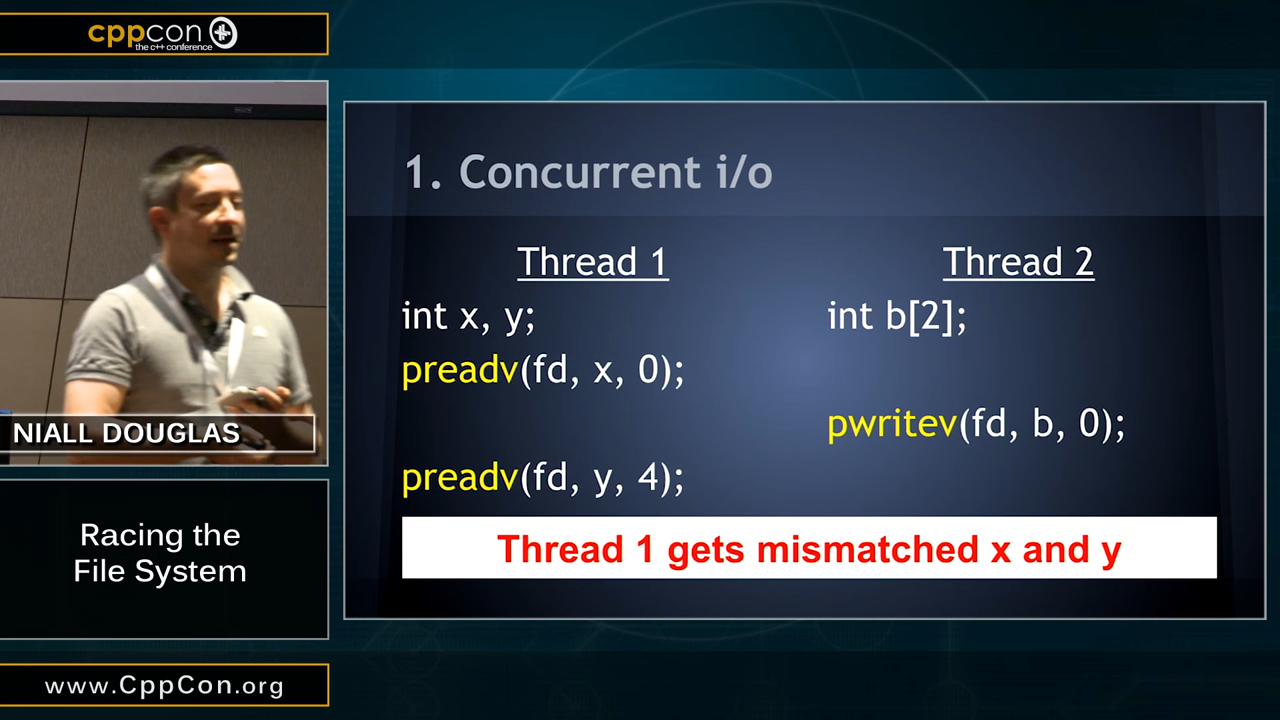 cppcon
the c++ conference
NIALL DOUGLAS
Racing the
File System
www.CppCon.org
1. Concurrent i/o
Thread 1
int x, y;
preadv(fd, x, 0);
preadv(fd, y, 4);
Thread 2
int b[2];
pwritev(fd, b, 0);
Thread 1 gets mismatched x and y